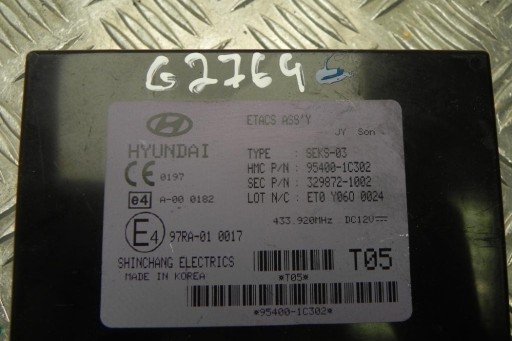 G2764
ETACS ASS'Y
JY Son
HYUNDAI
TYPE : SEKS-03
CE 0197
HMC P/N : 95400-1C302
SEC P/N : 329872-1002
e4 A-00 0182
LOT N/C : ET0 Y060 0024
433.920MHz DC12V
E4 97RA-01 0017
SHINCHANG ELECTRICS
MADE IN KOREA
*T05*
T05
*95400-1C302*